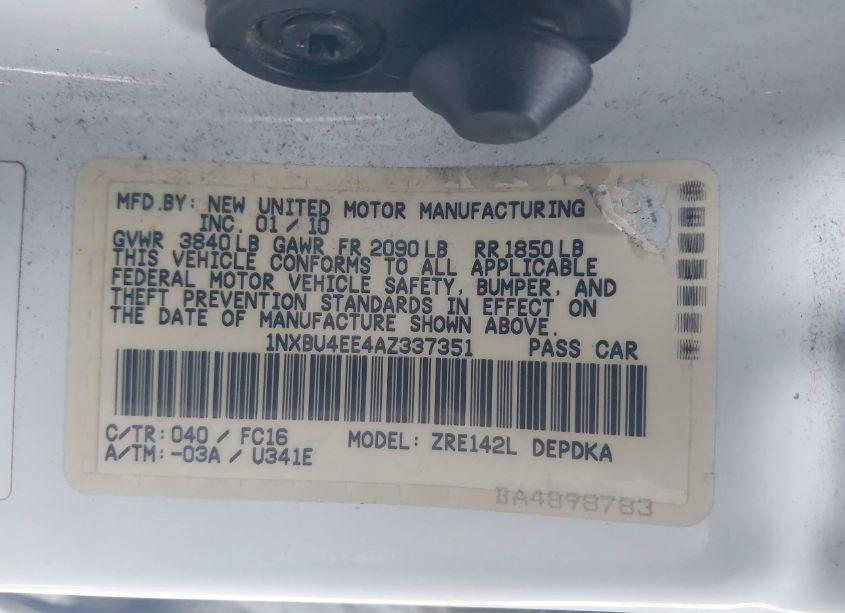 MFD.BY: NEW UNITED MOTOR MANUFACTURING
INC. 01 / 10
GVWR 3840 LB GAWR FR 2090 LB RR 1850 LB
THIS VEHICLE CONFORMS TO ALL APPLICABLE
FEDERAL MOTOR VEHICLE SAFETY, BUMPER, AND
THEFT PREVENTION STANDARDS IN EFFECT ON
THE DATE OF MANUFACTURE SHOWN ABOVE.
1NXBU4EE4AZ337351 PASS CAR
C/TR: 040 / FC16 MODEL: ZRE142L DEPDKA
A/TM: -03A / U341E
BA4898783